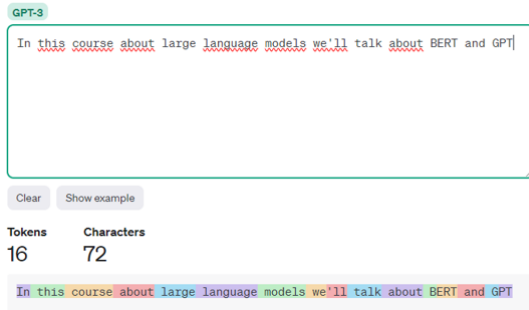 GPT-3
In this course about large language models we'll talk about BERT and GPT
Clear Show example
Tokens Characters
16 72
In this course about large language models we'll talk about BERT and GPT